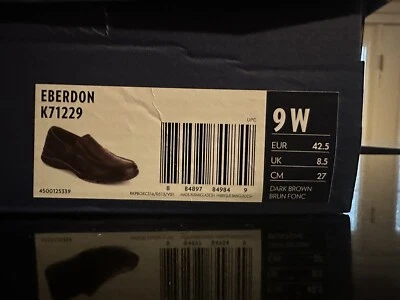 EBERDON
K71229
UPC
9 W
EUR 42.5
UK 8.5
CM 27
DARK BROWN
BRUN FONC
8 84897 84984 9
4500125339